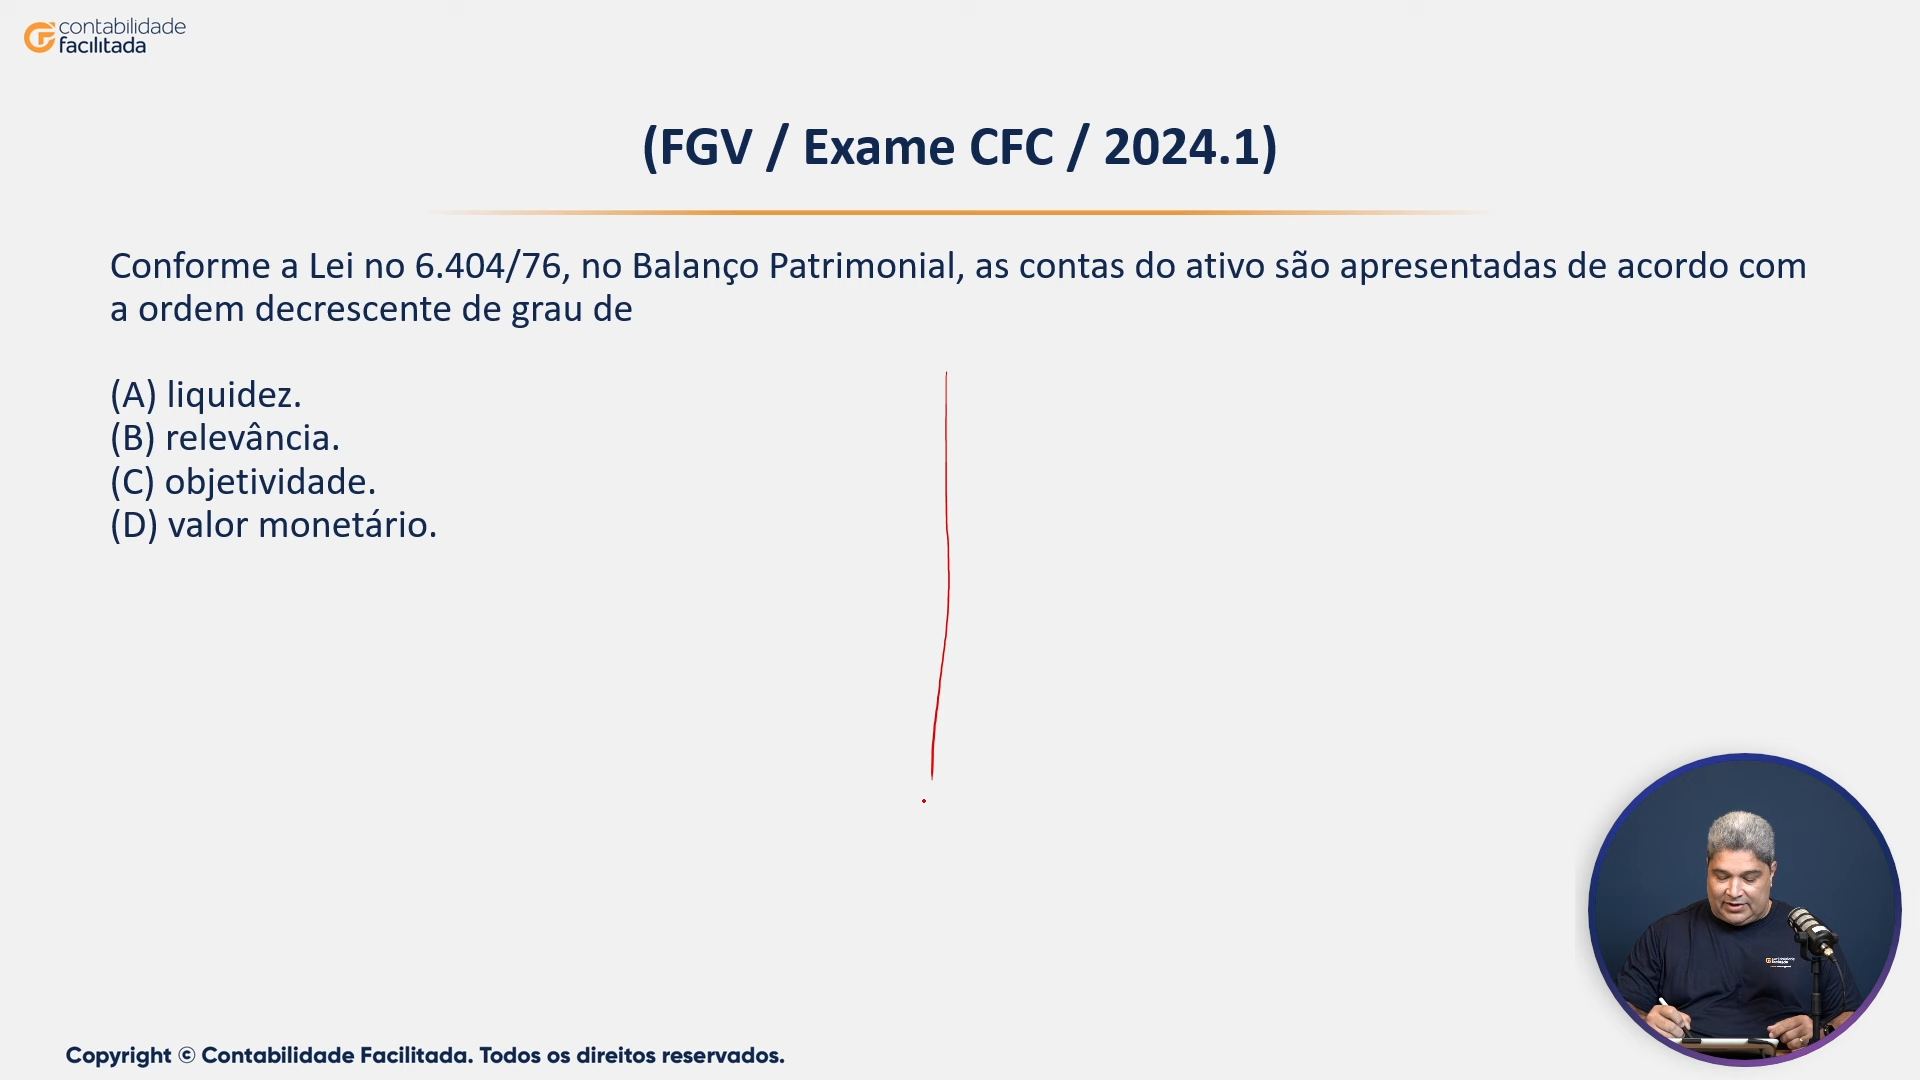 contabilidade
facilitada
(FGV / Exame CFC / 2024.1)
Conforme a Lei no 6.404/76, no Balanço Patrimonial, as contas do ativo são apresentadas de acordo com
a ordem decrescente de grau de
(A) liquidez.
(B) relevância.
(C) objetividade.
(D) valor monetário.
Copyright © Contabilidade Facilitada. Todos os direitos reservados.